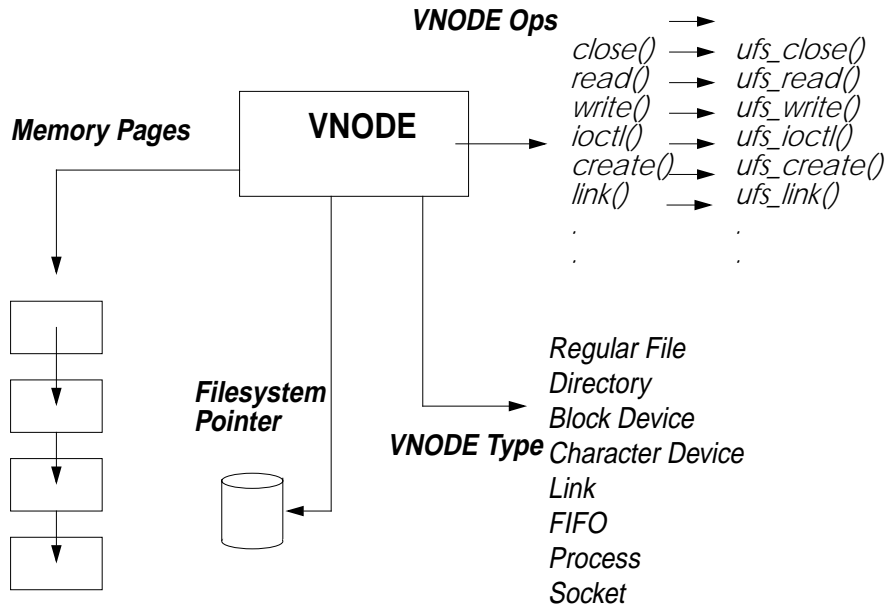 VNODE Ops
close() ufs_close()
read() ufs_read()
write() ufs_write()
ioctl() ufs_ioctl()
create() ufs_create()
link() ufs_link()
. .
. .
VNODE
Memory Pages
Filesystem
Pointer
VNODE Type
Regular File
Directory
Block Device
Character Device
Link
FIFO
Process
Socket